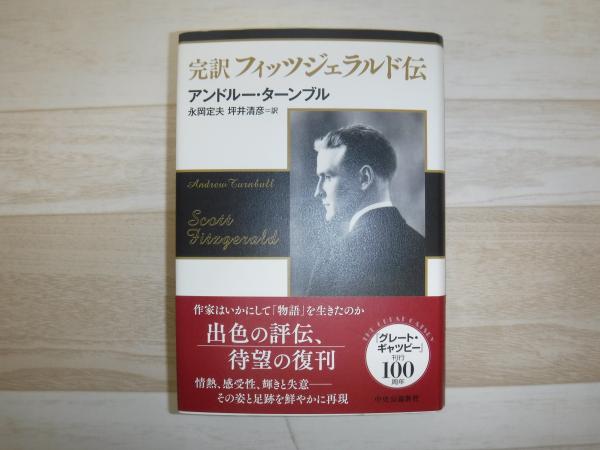 完訳 フィッツジェラルド伝
アンドルー・ターンブル
永岡定夫 坪井清彦=訳
Andrew Turnbull
Scott
Fitzgerald
作家はいかにして「物語」を生きたのか
出色の評伝、
待望の復刊
情熱、感受性、輝きと失意――
その姿と足跡を鮮やかに再現
THE GREAT GATSBY
『グレート・
ギャツビー』
刊行
100
周年
中央公論新社